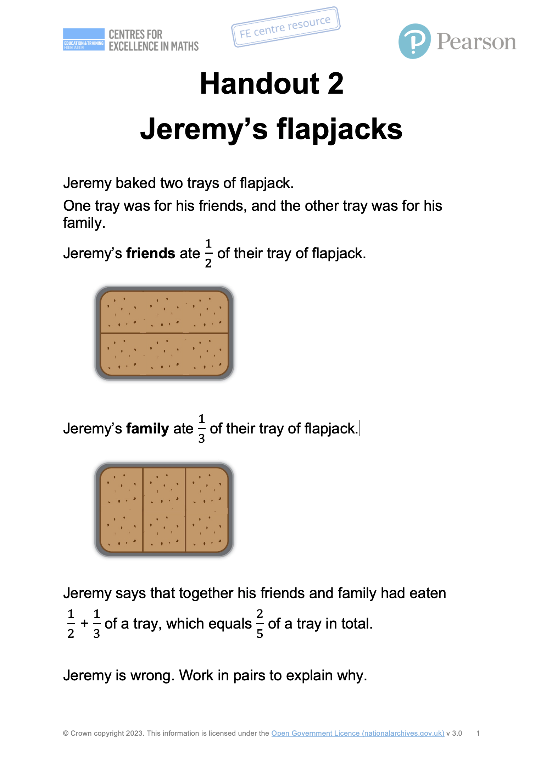 CENTRES FOR
EXCELLENCE IN MATHS
FE centre resource
Pearson
Handout 2
Jeremy's flapjacks
Jeremy baked two trays of flapjack.
One tray was for his friends, and the other tray was for his
family.
Jeremy's friends ate 1/2 of their tray of flapjack.
Jeremy's family ate 1/3 of their tray of flapjack.
Jeremy says that together his friends and family had eaten
1/2 + 1/3 of a tray, which equals 2/5 of a tray in total.
Jeremy is wrong. Work in pairs to explain why.
© Crown copyright 2023. This information is licensed under the Open Government Licence (nationalarchives.gov.uk) v 3.0 1